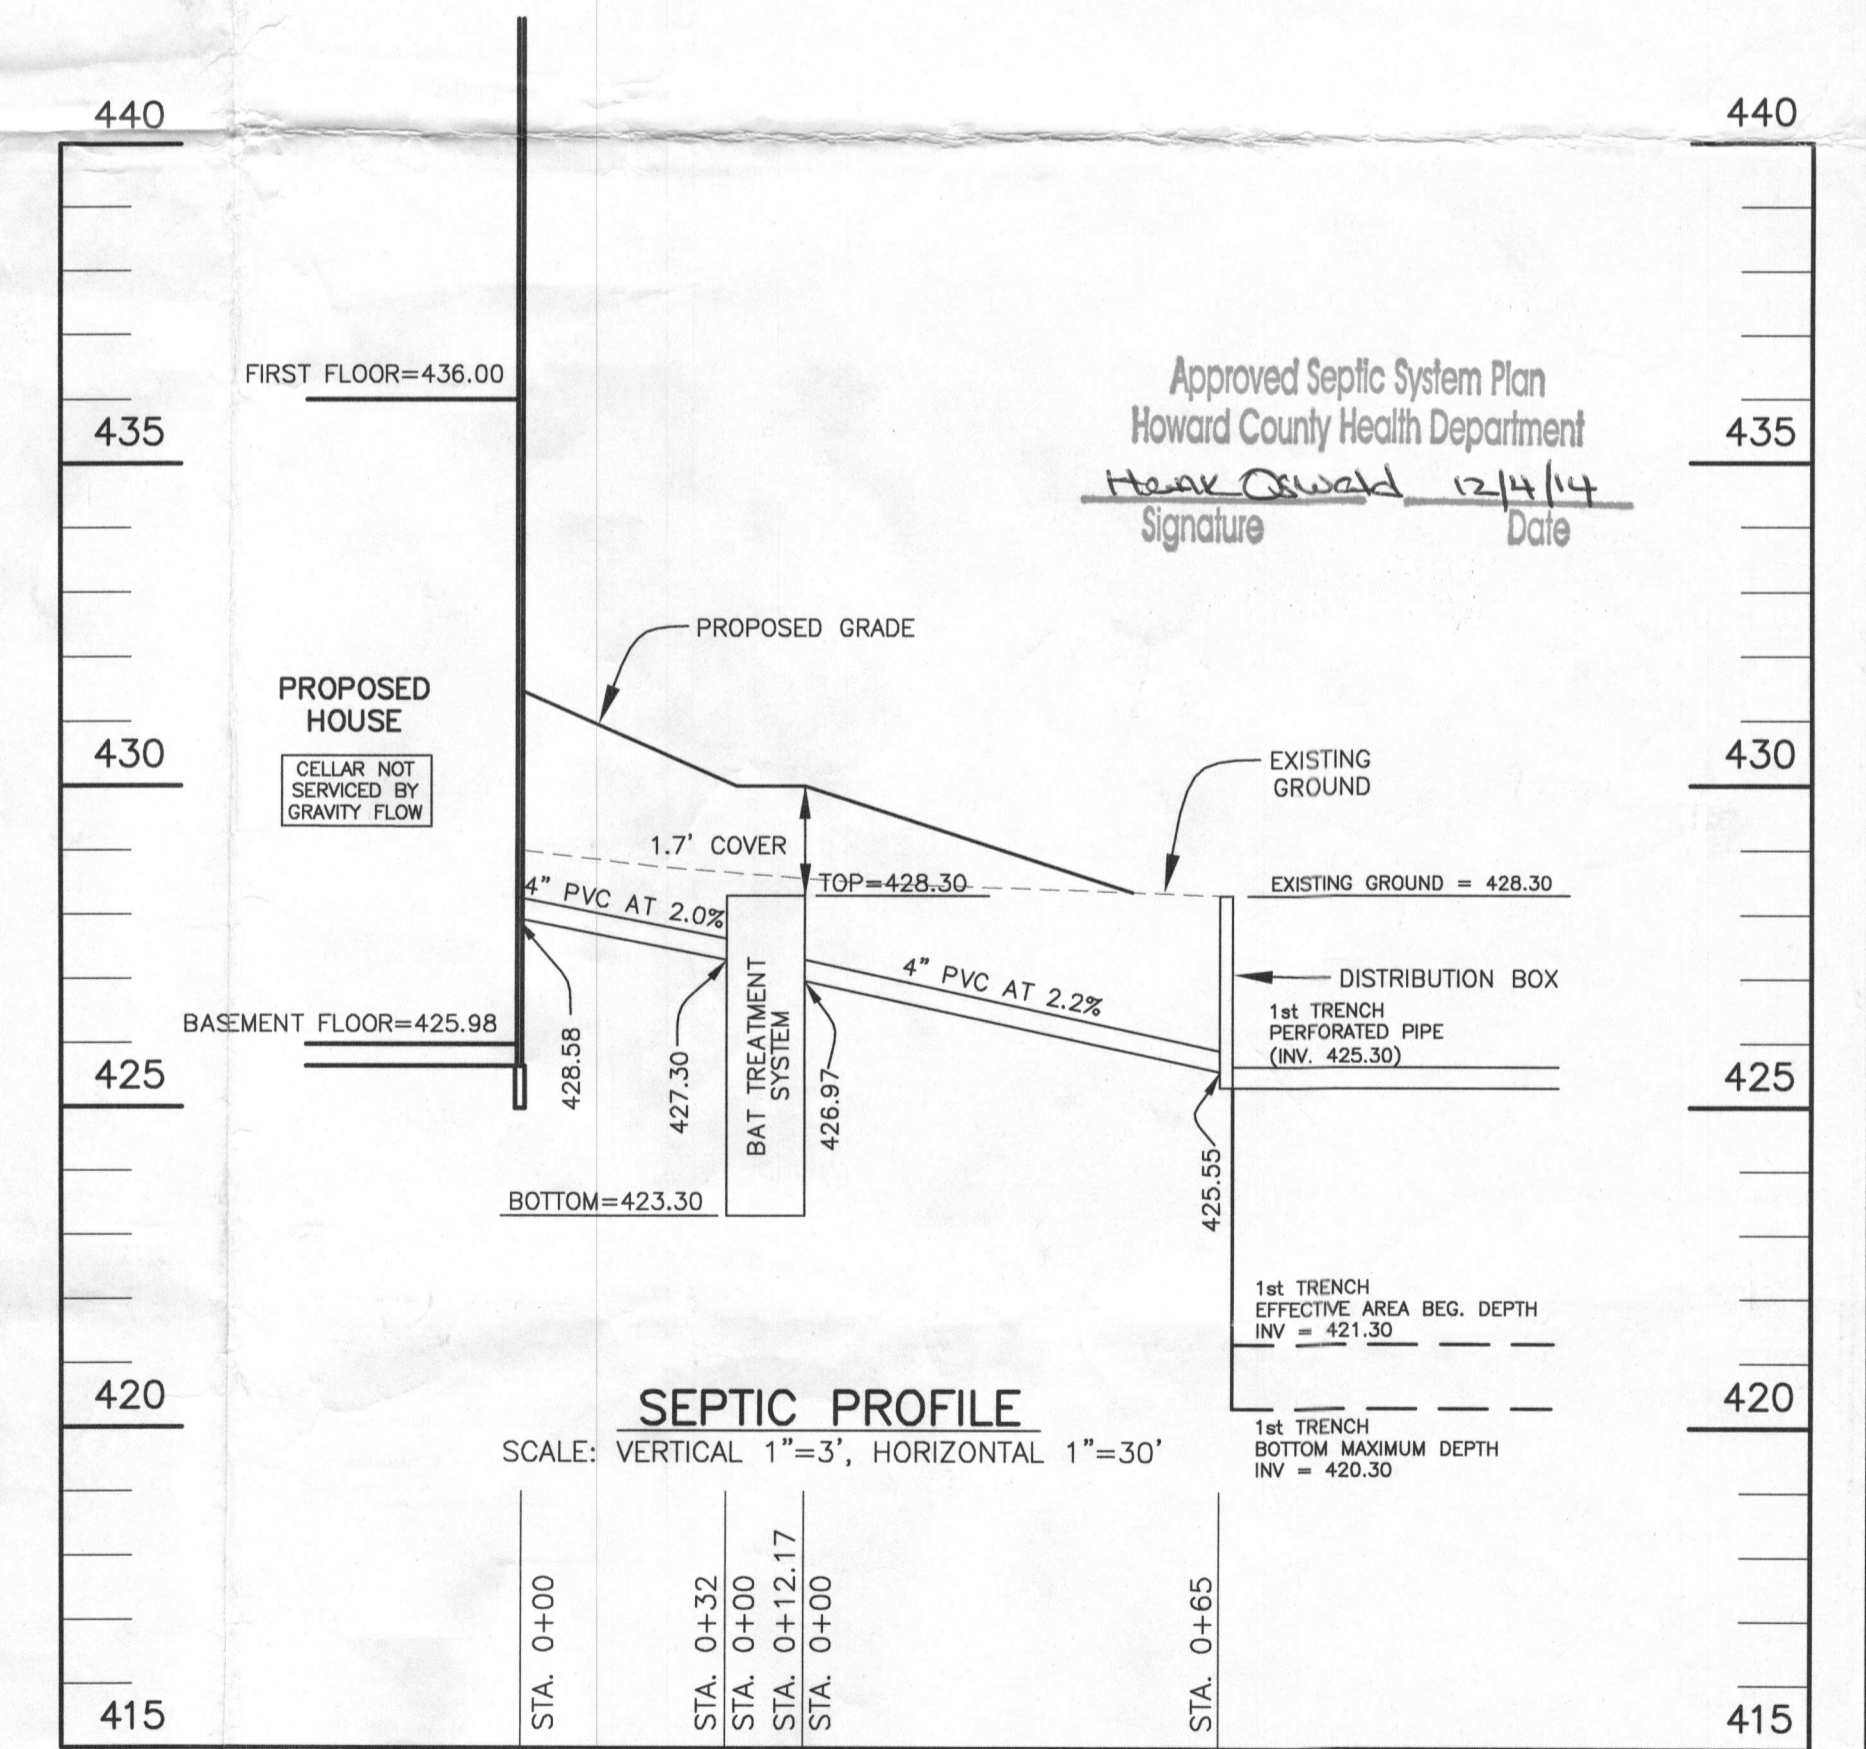 440
440
FIRST FLOOR=436.00
Approved Septic System Plan
Howard County Health Department
Hank Oswald 12/4/14
Signature Date
435
435
PROPOSED GRADE
PROPOSED
HOUSE
430
430
CELLAR NOT
SERVICED BY
GRAVITY FLOW
EXISTING
GROUND
1.7' COVER
4" PVC AT 2.0%
TOP=428.30
EXISTING GROUND = 428.30
4" PVC AT 2.2%
DISTRIBUTION BOX
1st TRENCH
PERFORATED PIPE
(INV. 425.30)
BASEMENT FLOOR=425.98
428.58
427.30
BAT TREATMENT
SYSTEM
426.97
425.55
425
425
BOTTOM=423.30
1st TRENCH
EFFECTIVE AREA BEG. DEPTH
INV = 421.30
420
420
SEPTIC PROFILE
SCALE: VERTICAL 1"=3', HORIZONTAL 1"=30'
1st TRENCH
BOTTOM MAXIMUM DEPTH
INV = 420.30
STA. 0+00
STA. 0+32
STA. 0+00
STA. 0+12.17
STA. 0+00
STA. 0+65
415
415